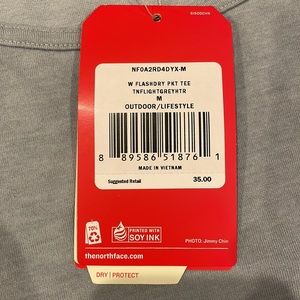 NF0A2RD4DYX-M
W FLASHDRY PKT TEE
TNFLIGHTGREYHTR
M
OUTDOOR/LIFESTYLE
8 89586 51876 1
MADE IN VIETNAM
Suggested Retail 35.00
70%
PRINTED WITH
SOY INK
PHOTO: Jimmy Chin
thenorthface.com
DRY | PROTECT